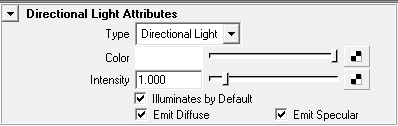 Directional Light Attributes
Type Directional Light
Color
Intensity 1.000
Illuminates by Default
Emit Diffuse Emit Specular